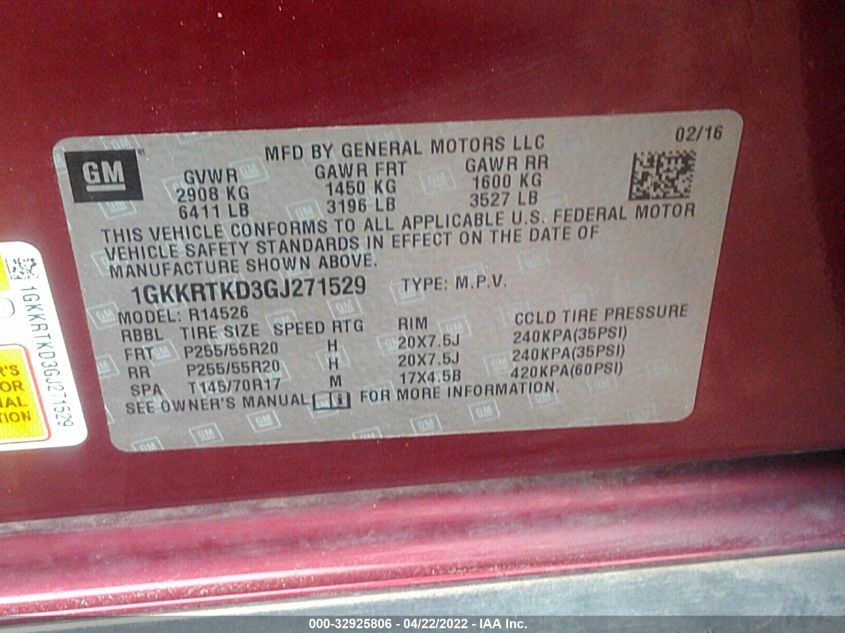 GM
MFD BY GENERAL MOTORS LLC
02/16
GVWR GAWR FRT GAWR RR
2908 KG 1450 KG 1600 KG
6411 LB 3196 LB 3527 LB
THIS VEHICLE CONFORMS TO ALL APPLICABLE U.S. FEDERAL MOTOR
VEHICLE SAFETY STANDARDS IN EFFECT ON THE DATE OF
MANUFACTURE SHOWN ABOVE.
1GKKRTKD3GJ271529 TYPE: M.P.V.
MODEL: R14526
RBBL TIRE SIZE SPEED RTG RIM CCLD TIRE PRESSURE
FRT P255/55R20 H 20X7.5J 240KPA(35PSI)
RR P255/55R20 H 20X7.5J 240KPA(35PSI)
SPA T145/70R17 M 17X4.5B 420KPA(60PSI)
SEE OWNER'S MANUAL FOR MORE INFORMATION.
1GKKRTKD3GJ271529
000-32925806 - 04/22/2022 - IAA Inc.